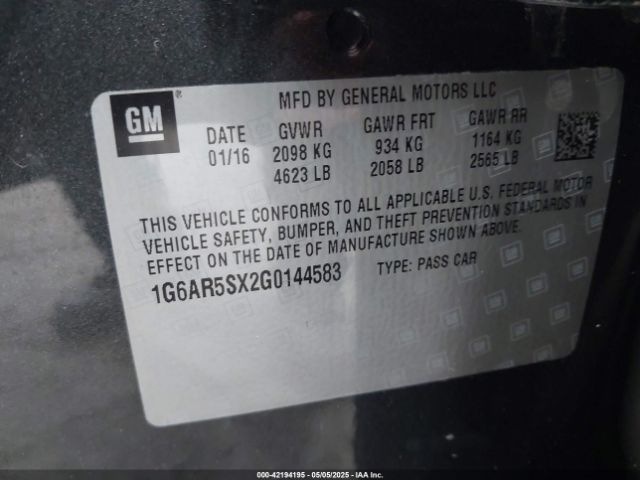 GM
MFD BY GENERAL MOTORS LLC
DATE GVWR GAWR FRT GAWR RR
01/16 2098 KG 934 KG 1164 KG
4623 LB 2058 LB 2565 LB
THIS VEHICLE CONFORMS TO ALL APPLICABLE U.S. FEDERAL MOTOR
VEHICLE SAFETY, BUMPER, AND THEFT PREVENTION STANDARDS IN
EFFECT ON THE DATE OF MANUFACTURE SHOWN ABOVE.
1G6AR5SX2G0144583 TYPE: PASS CAR
000-42194195 - 05/05/2025 - IAA Inc.